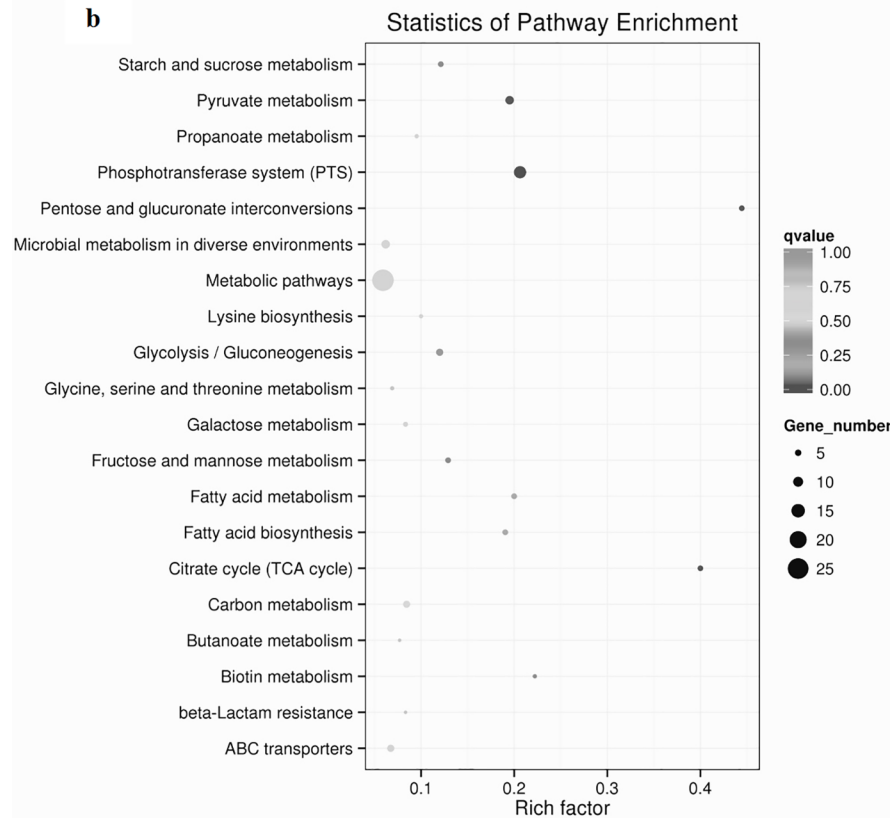 b
Statistics of Pathway Enrichment
Starch and sucrose metabolism
Pyruvate metabolism
Propanoate metabolism
Phosphotransferase system (PTS)
Pentose and glucuronate interconversions
Microbial metabolism in diverse environments
Metabolic pathways
Lysine biosynthesis
Glycolysis / Gluconeogenesis
Glycine, serine and threonine metabolism
Galactose metabolism
Fructose and mannose metabolism
Fatty acid metabolism
Fatty acid biosynthesis
Citrate cycle (TCA cycle)
Carbon metabolism
Butanoate metabolism
Biotin metabolism
beta-Lactam resistance
ABC transporters
0.1 0.2 0.3 0.4
Rich factor
qvalue
1.00
0.75
0.50
0.25
0.00
Gene_number
5
10
15
20
25